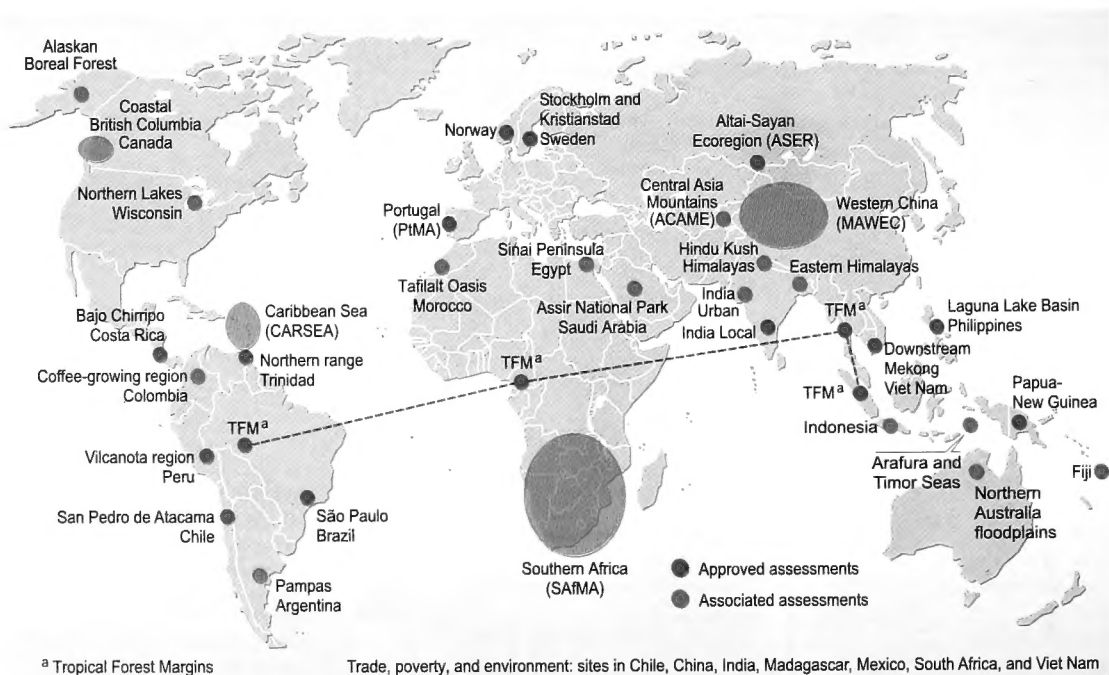 Alaskan
Boreal Forest
Coastal
British Columbia
Canada
Northern Lakes
Wisconsin
Norway
Stockholm and
Kristianstad
Sweden
Altai-Sayan
Ecoregion (ASER)
Central Asia
Mountains
(ACAME)
Western China
(MAWEC)
Portugal
(PtMA)
Tafilalt Oasis
Morocco
Sinai Peninsula
Egypt
Assir National Park
Saudi Arabia
Hindu Kush
Himalayas
Eastern Himalayas
India
Urban
India Local
TFM a
Laguna Lake Basin
Philippines
Downstream
Mekong
Viet Nam
TFM a
Bajo Chirripo
Costa Rica
Caribbean Sea
(CARSEA)
Northern range
Trinidad
Coffee-growing region
Colombia
TFM a
TFM a
Vilcanota region
Peru
San Pedro de Atacama
Chile
São Paulo
Brazil
Pampas
Argentina
Southern Africa
(SAfMA)
Indonesia
Papua-
New Guinea
Arafura and
Timor Seas
Northern
Australia
floodplains
Fiji
Approved assessments
Associated assessments
a Tropical Forest Margins
Trade, poverty, and environment: sites in Chile, China, India, Madagascar, Mexico, South Africa, and Viet Nam